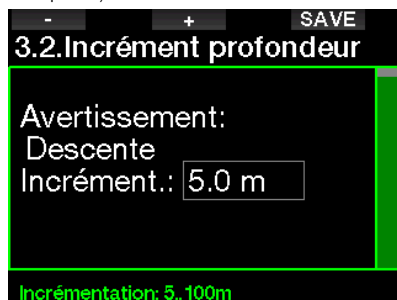 - + SAVE
3.2.Incrément profondeur
Avertissement:
Descente
Incrément.: 5.0 m
Incrémentation: 5..100m